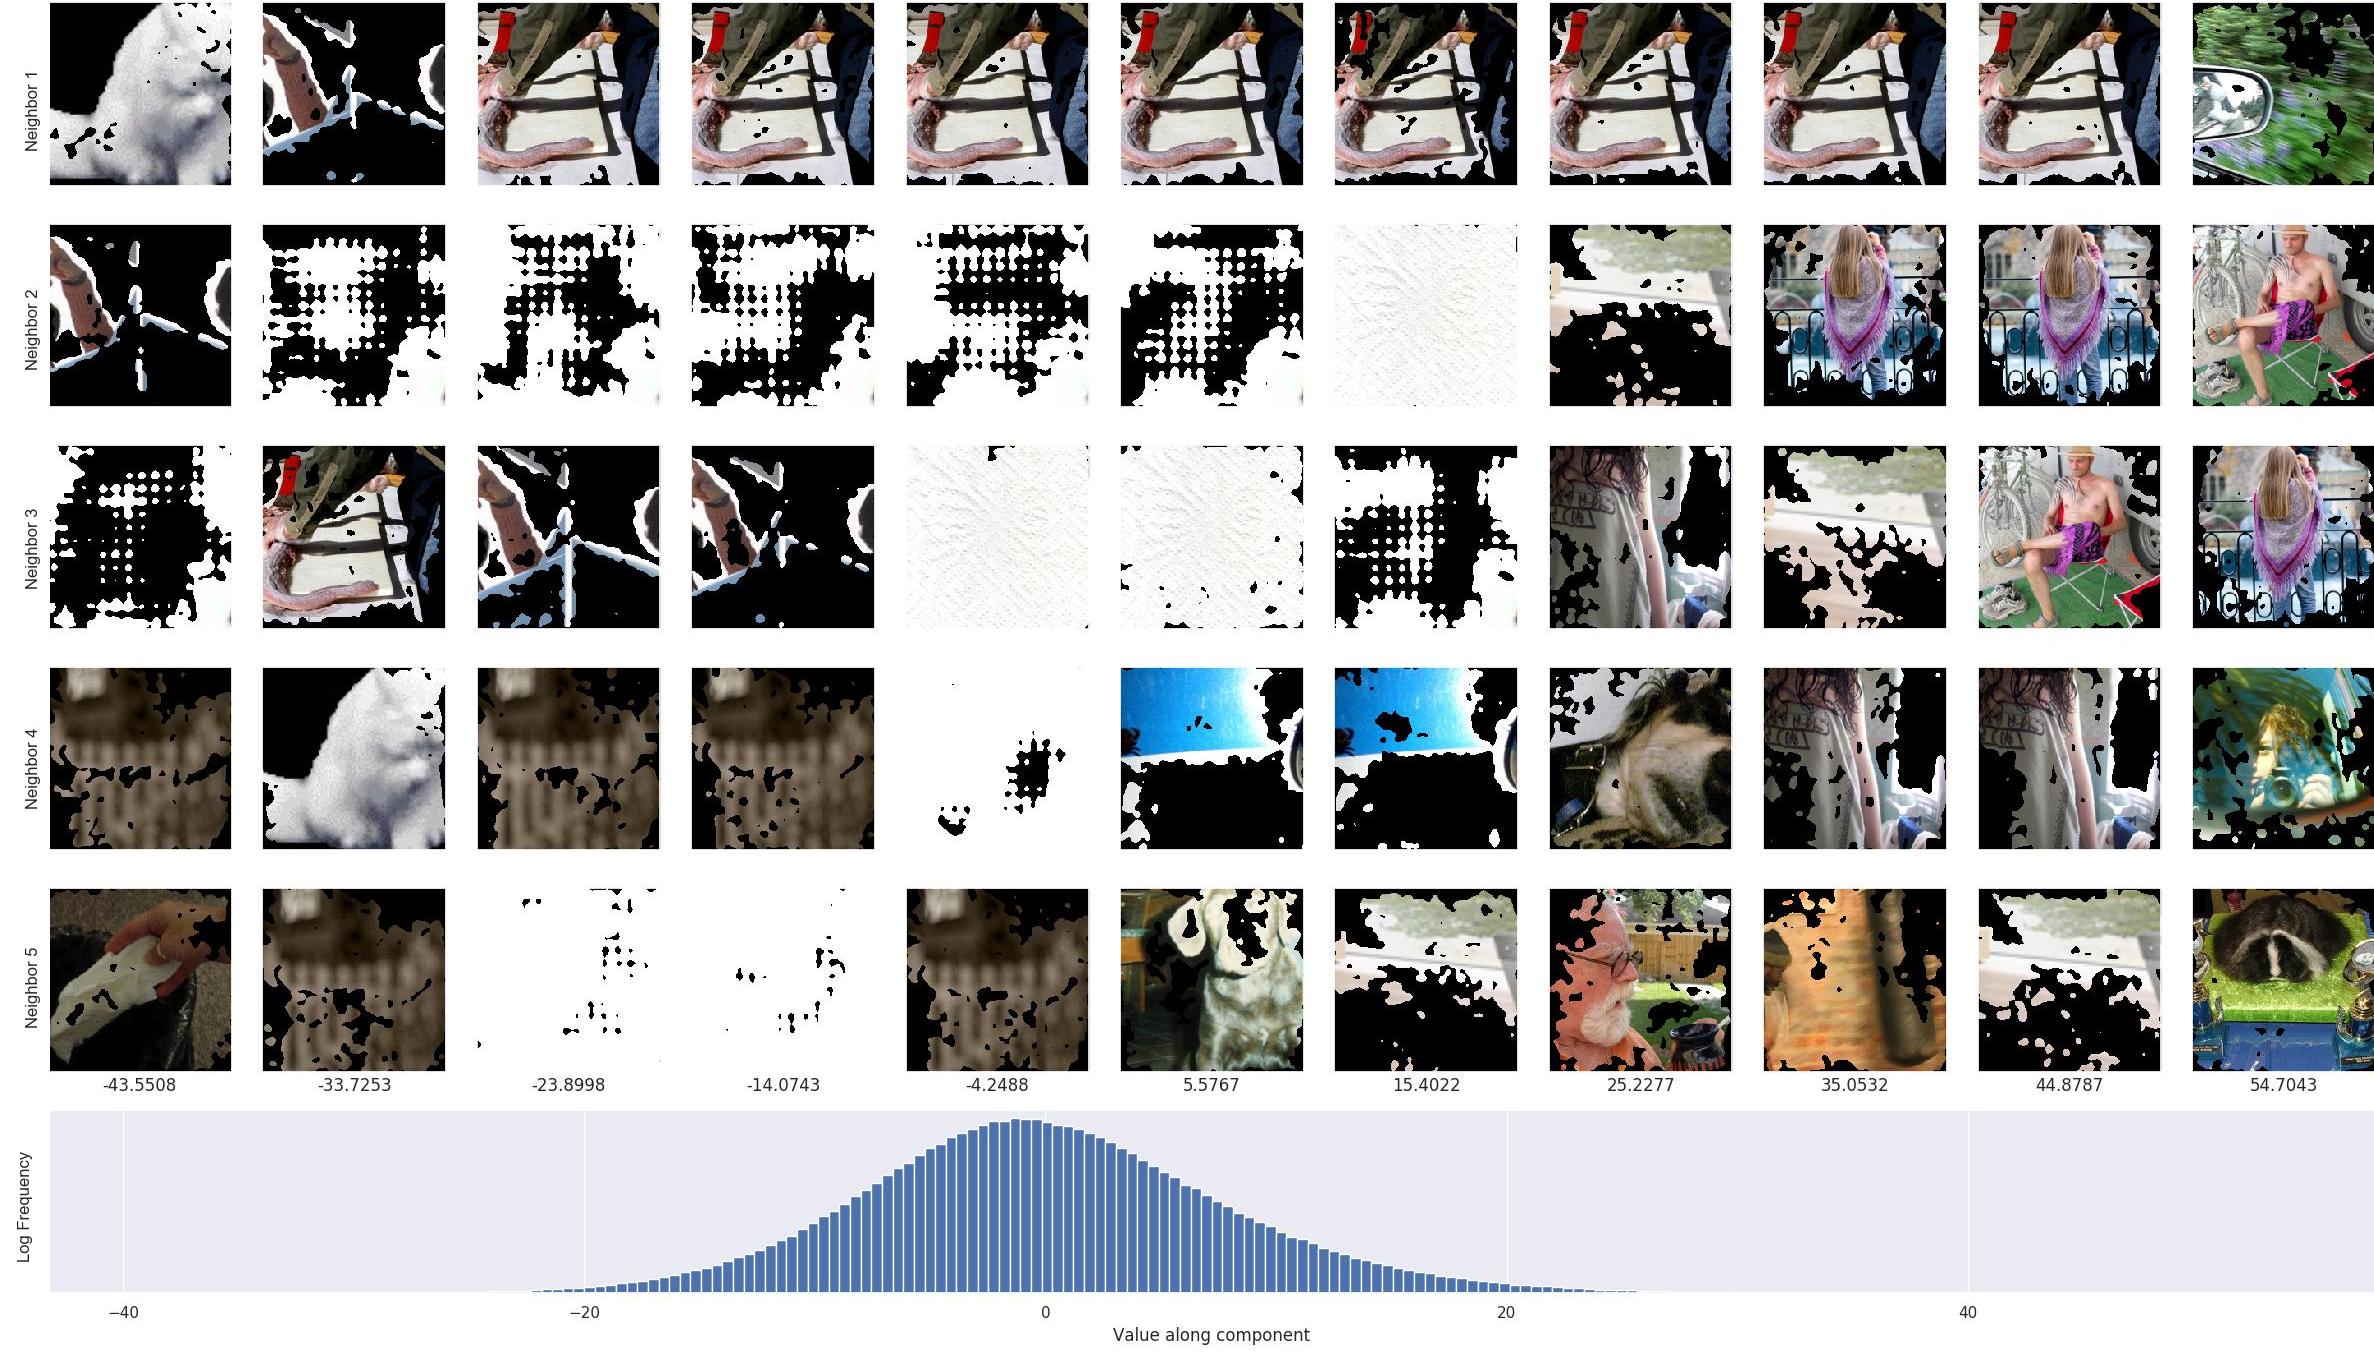 Neighbor 1
Neighbor 2
Neighbor 3
Neighbor 4
Neighbor 5
-43.5508 -33.7253 -23.8998 -14.0743 -4.2488 5.5767 15.4022 25.2277 35.0532 44.8787 54.7043
Log Frequency
−40 −20 0 20 40
Value along component